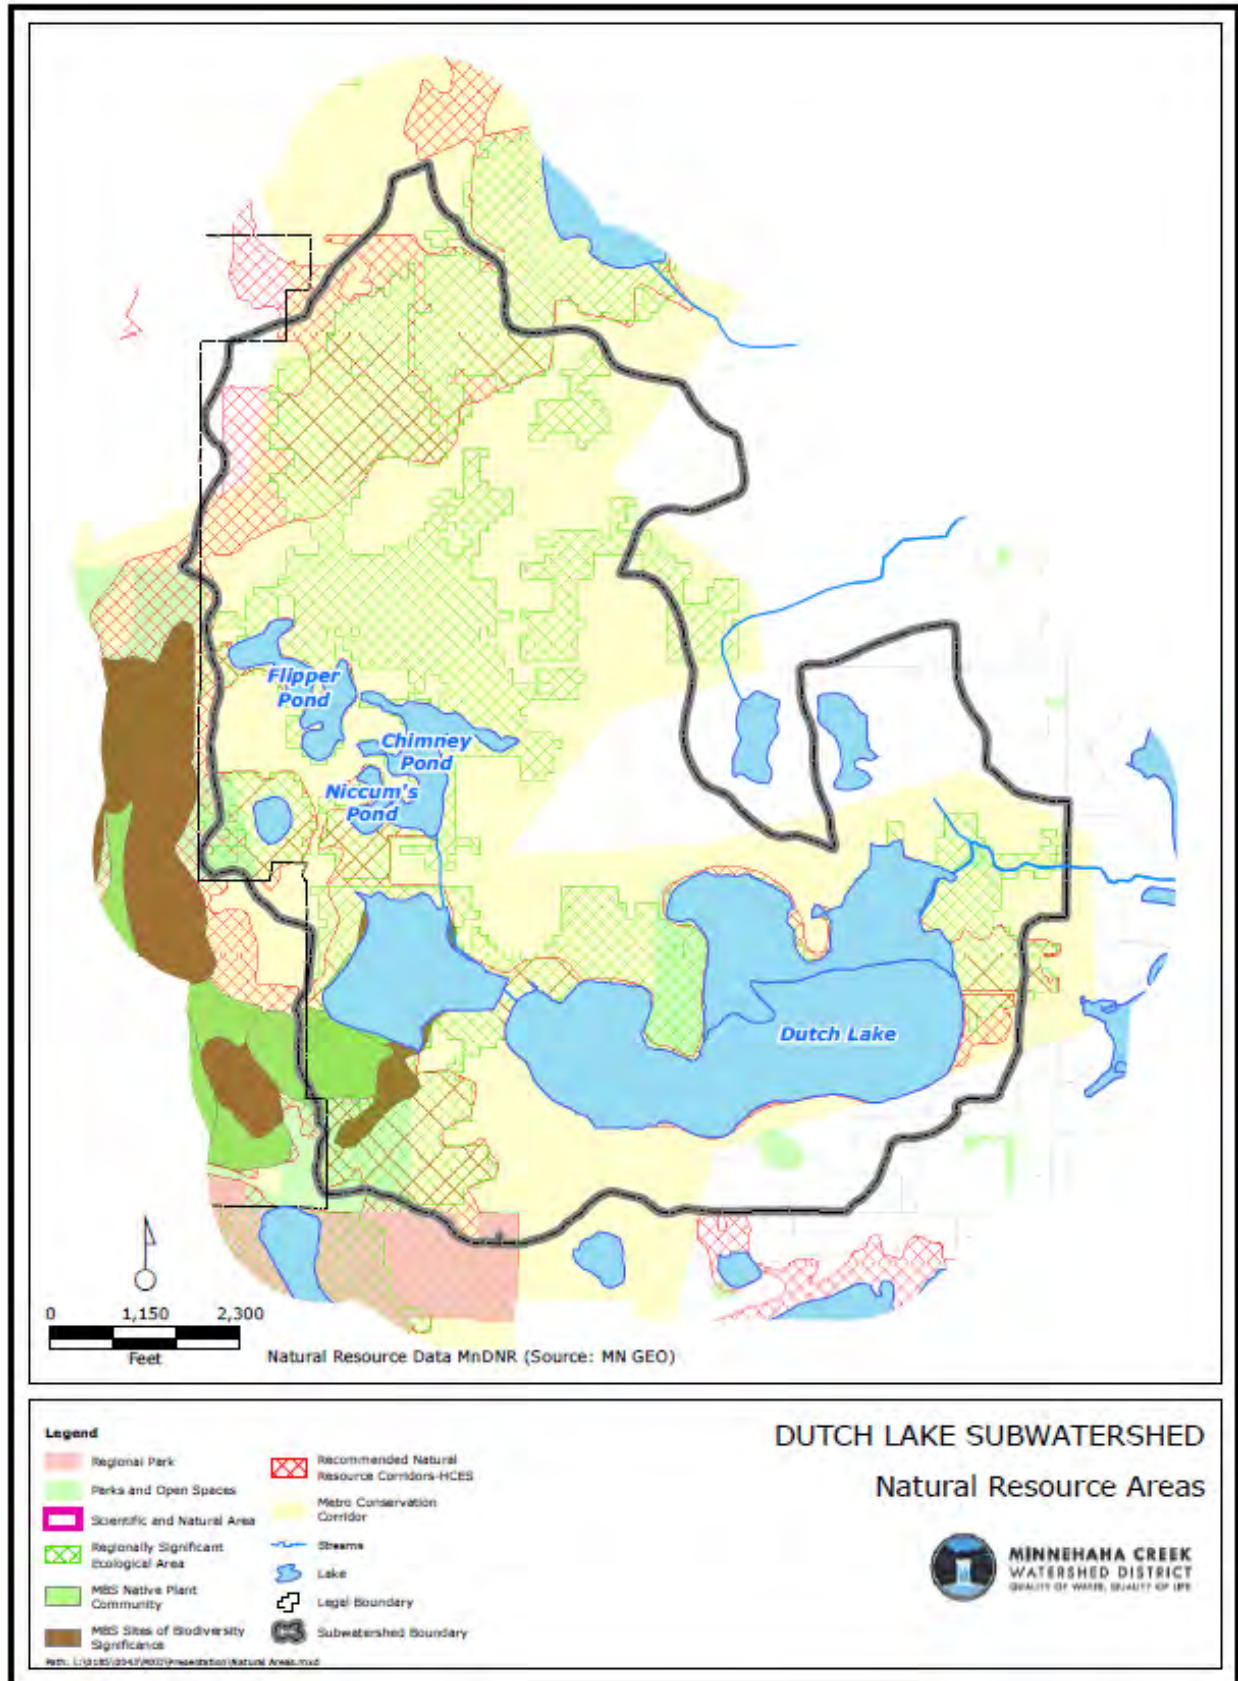 Flipper
Pond
Chimney
Pond
Niccum's
Pond
Dutch Lake
0 1,150 2,300
Feet
Natural Resource Data MnDNR (Source: MN GEO)
Legend
Regional Park
Parks and Open Spaces
Scientific and Natural Area
Regionally Significant
Ecological Area
MBS Native Plant
Community
MBS Sites of Biodiversity
Significance
Recommended Natural
Resource Corridors-HCES
Metro Conservation
Corridor
Streams
Lake
Legal Boundary
Subwatershed Boundary
DUTCH LAKE SUBWATERSHED
Natural Resource Areas
MINNEHAHA CREEK
WATERSHED DISTRICT
QUALITY OF WATER, QUALITY OF LIFE